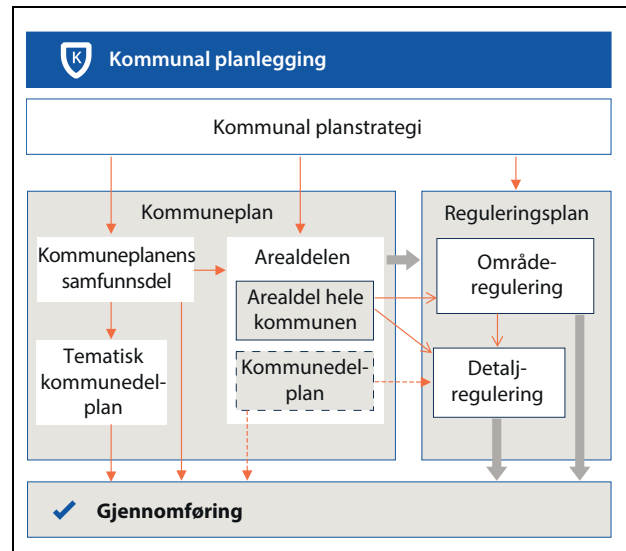 K
Kommunal planlegging
Kommunal planstrategi
Kommuneplan
Kommuneplanens
samfunnsdel
Tematisk
kommunedel-
plan
Arealdelen
Arealdel hele
kommunen
Kommunedel-
plan
Reguleringsplan
Område-
regulering
Detalj-
regulering
Gjennomføring